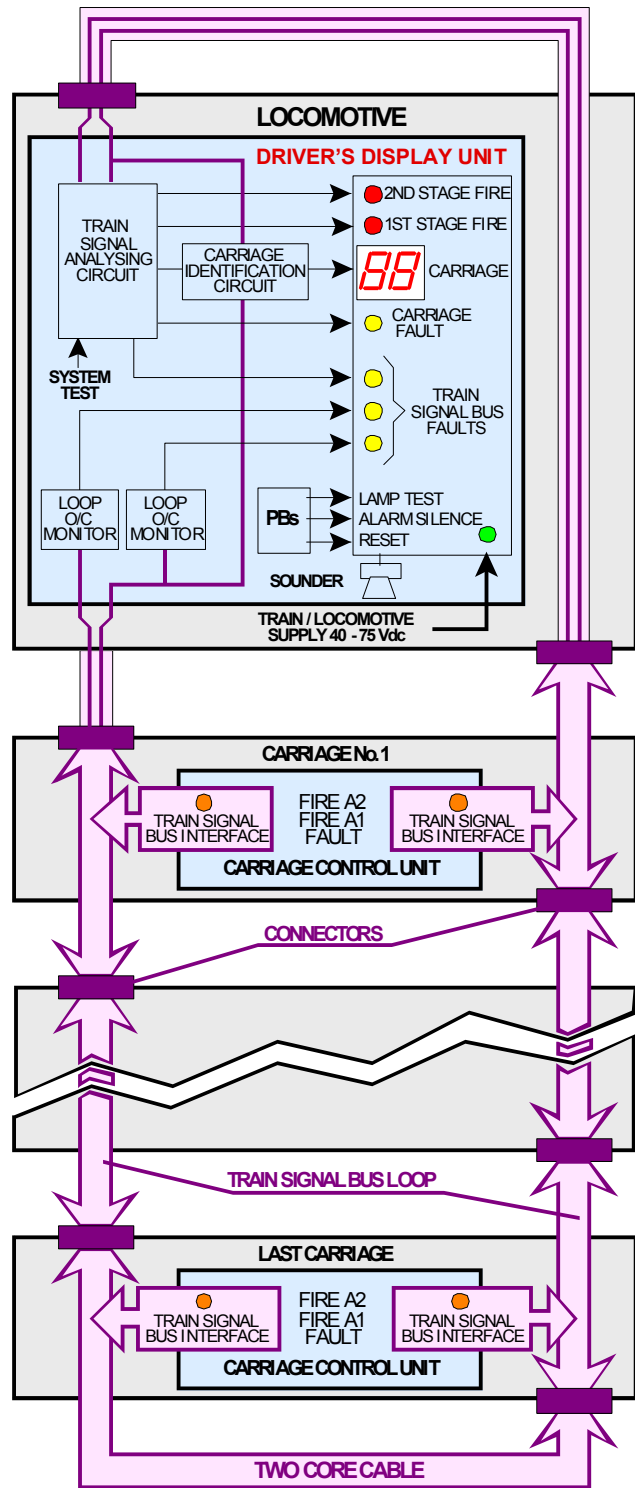 LOCOMOTIVE
DRIVER'S DISPLAY UNIT
TRAIN
SIGNAL
ANALYSING
CIRCUIT
SYSTEM
TEST
CARRIAGE
IDENTIFICATION
CIRCUIT
2ND STAGE FIRE
1ST STAGE FIRE
88
CARRIAGE
CARRIAGE
FAULT
TRAIN
SIGNAL BUS
FAULTS
LOOP
O/C
MONITOR
LOOP
O/C
MONITOR
PBs
LAMP TEST
ALARM SILENCE
RESET
SOUNDER
TRAIN / LOCOMOTIVE
SUPPLY 40 - 75 Vdc
CARRIAGE No. 1
TRAIN SIGNAL
BUS INTERFACE
FIRE A2
FIRE A1
FAULT
TRAIN SIGNAL
BUS INTERFACE
CARRIAGE CONTROL UNIT
CONNECTORS
TRAIN SIGNAL BUS LOOP
LAST CARRIAGE
TRAIN SIGNAL
BUS INTERFACE
FIRE A2
FIRE A1
FAULT
TRAIN SIGNAL
BUS INTERFACE
CARRIAGE CONTROL UNIT
TWO CORE CABLE